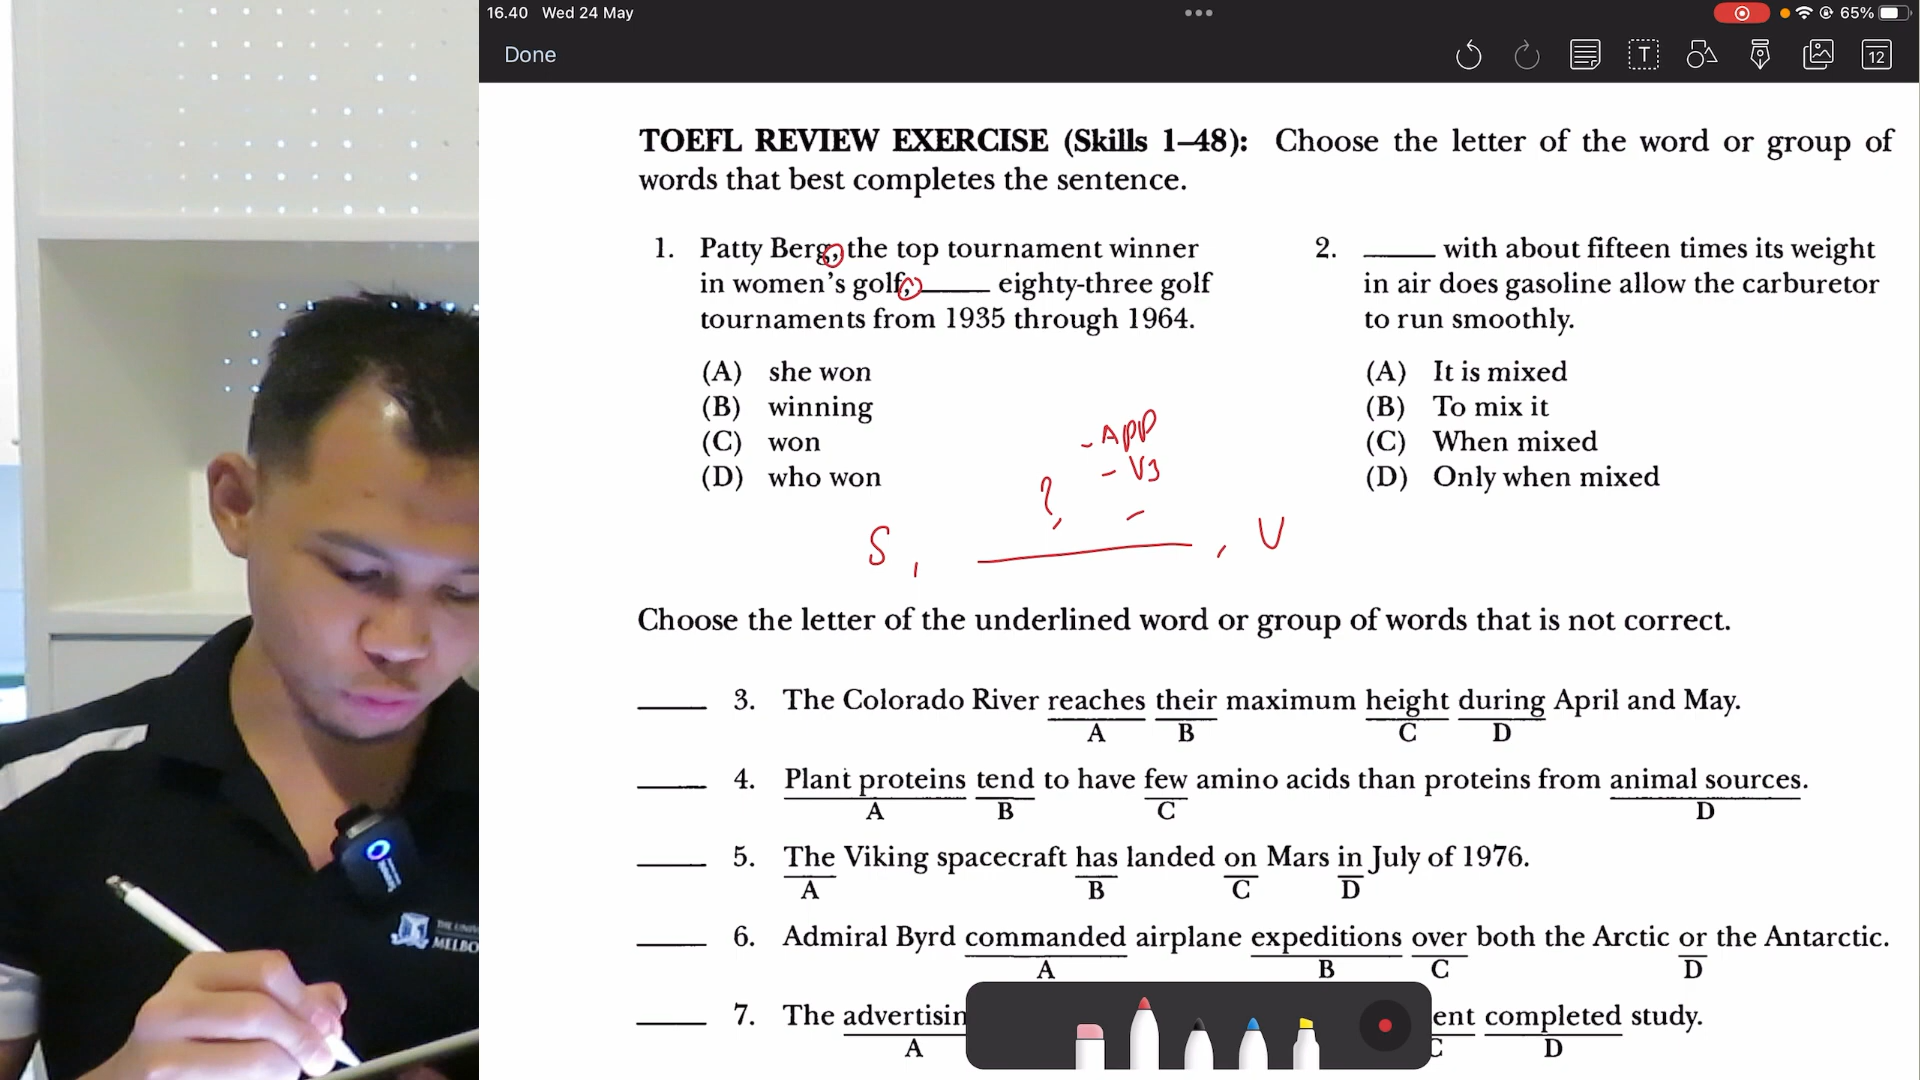 16.40 Wed 24 May
65%
Done
12
TOEFL REVIEW EXERCISE (Skills 1–48): Choose the letter of the word or group of
words that best completes the sentence.
1. Patty Berg, the top tournament winner
in women's golf, ____ eighty-three golf
tournaments from 1935 through 1964.
(A) she won
(B) winning
(C) won
(D) who won
2. ____ with about fifteen times its weight
in air does gasoline allow the carburetor
to run smoothly.
(A) It is mixed
(B) To mix it
(C) When mixed
(D) Only when mixed
- APP
- V3
?
S, ____, V
Choose the letter of the underlined word or group of words that is not correct.
____ 3. The Colorado River reaches their maximum height during April and May.
A B C D
____ 4. Plant proteins tend to have few amino acids than proteins from animal sources.
A B C D
____ 5. The Viking spacecraft has landed on Mars in July of 1976.
A B C D
____ 6. Admiral Byrd commanded airplane expeditions over both the Arctic or the Antarctic.
A B C D
____ 7. The advertisin ent completed study.
A C D